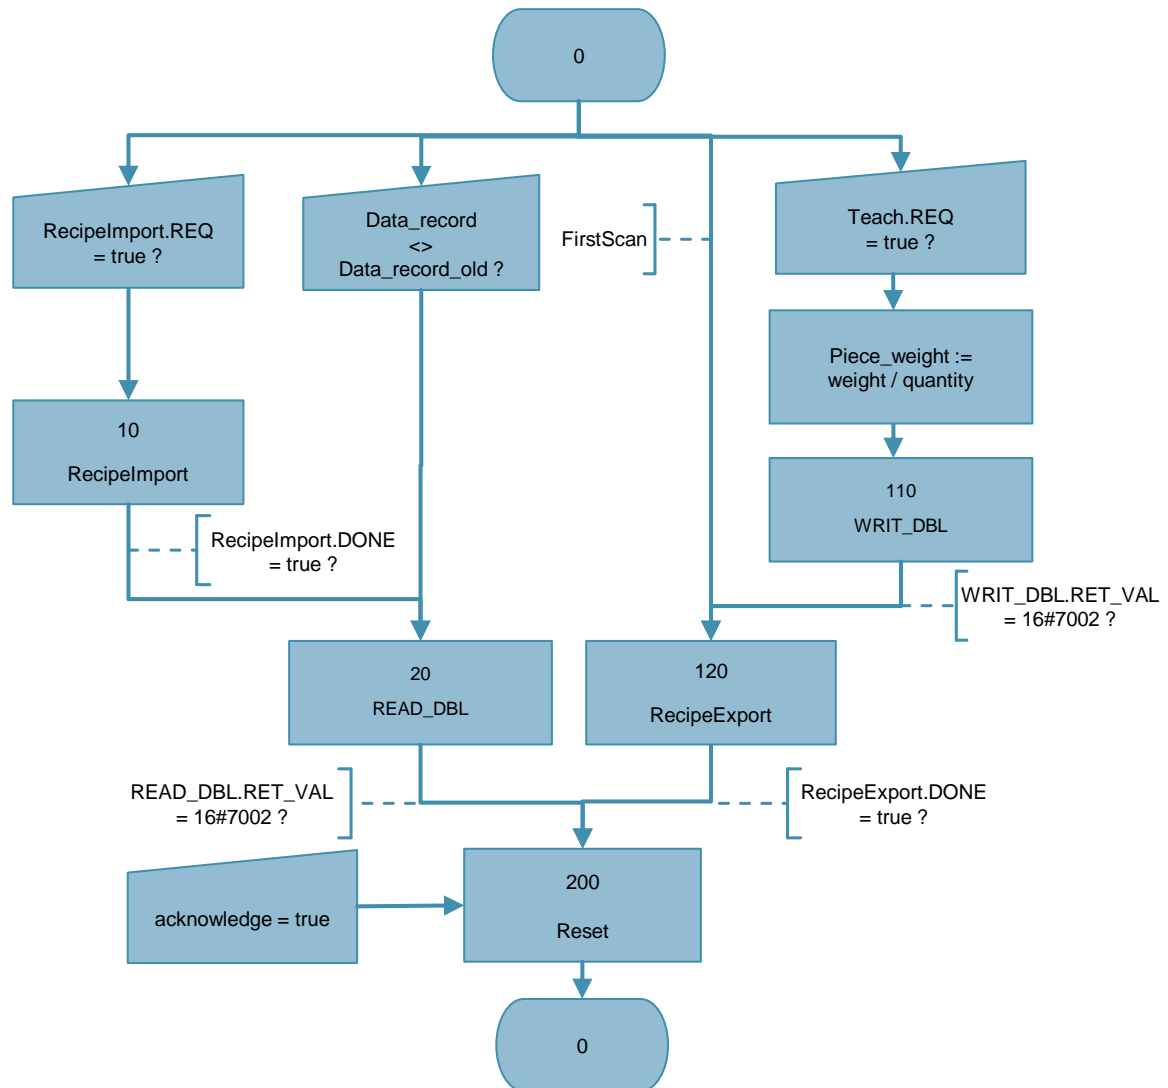 0
RecipeImport.REQ
= true ?
Data_record
<>
Data_record_old ?
FirstScan
Teach.REQ
= true ?
Piece_weight :=
weight / quantity
10
RecipeImport
110
WRIT_DBL
RecipeImport.DONE
= true ?
WRIT_DBL.RET_VAL
= 16#7002 ?
20
READ_DBL
120
RecipeExport
READ_DBL.RET_VAL
= 16#7002 ?
RecipeExport.DONE
= true ?
acknowledge = true
200
Reset
0